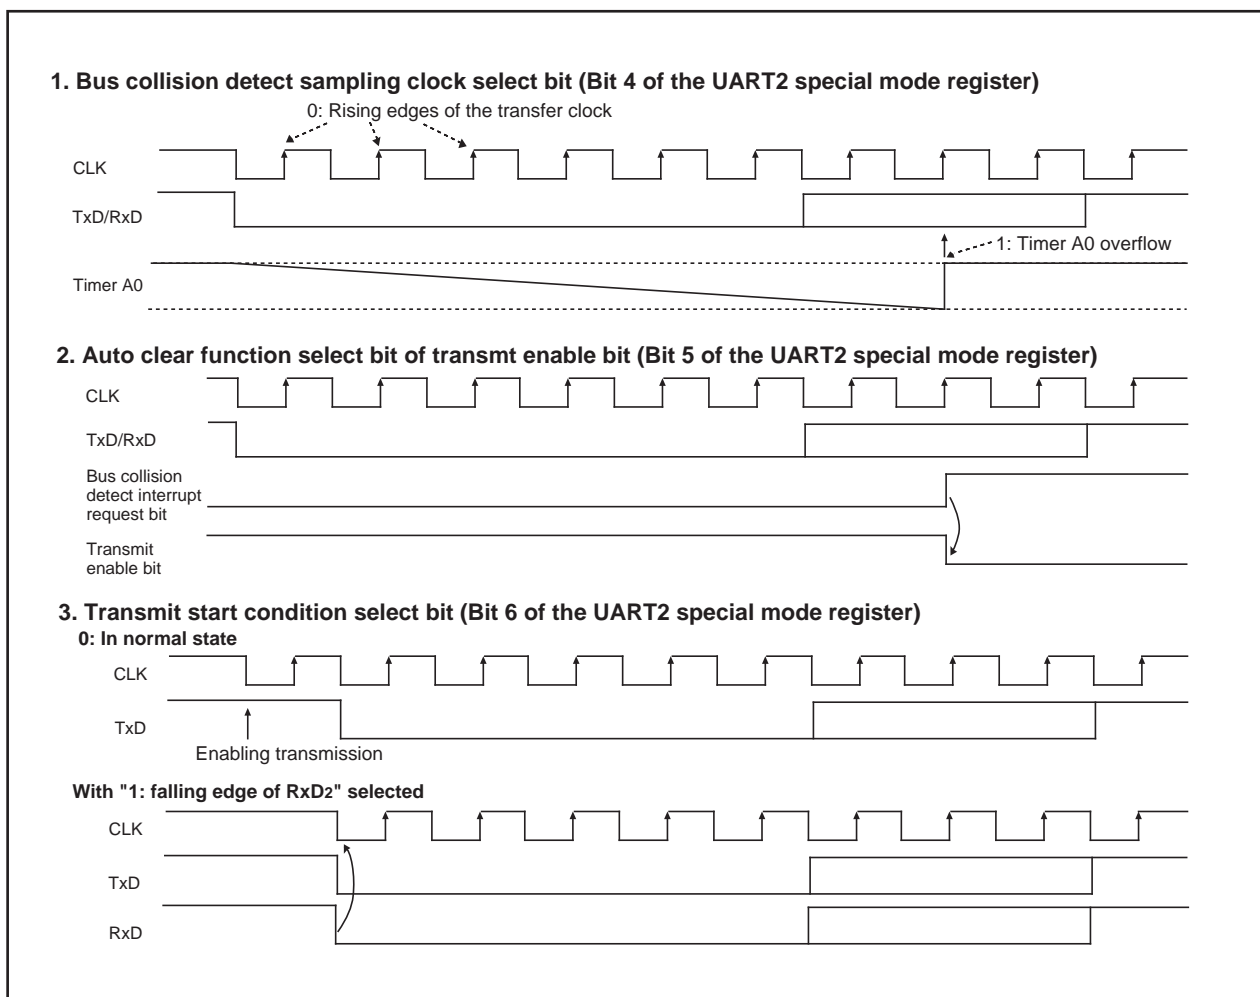 1. Bus collision detect sampling clock select bit (Bit 4 of the UART2 special mode register)
0: Rising edges of the transfer clock
CLK
TxD/RxD
1: Timer A0 overflow
Timer A0
2. Auto clear function select bit of transmt enable bit (Bit 5 of the UART2 special mode register)
CLK
TxD/RxD
Bus collision
detect interrupt
request bit
Transmit
enable bit
3. Transmit start condition select bit (Bit 6 of the UART2 special mode register)
0: In normal state
CLK
TxD
Enabling transmission
With "1: falling edge of RxD2" selected
CLK
TxD
RxD